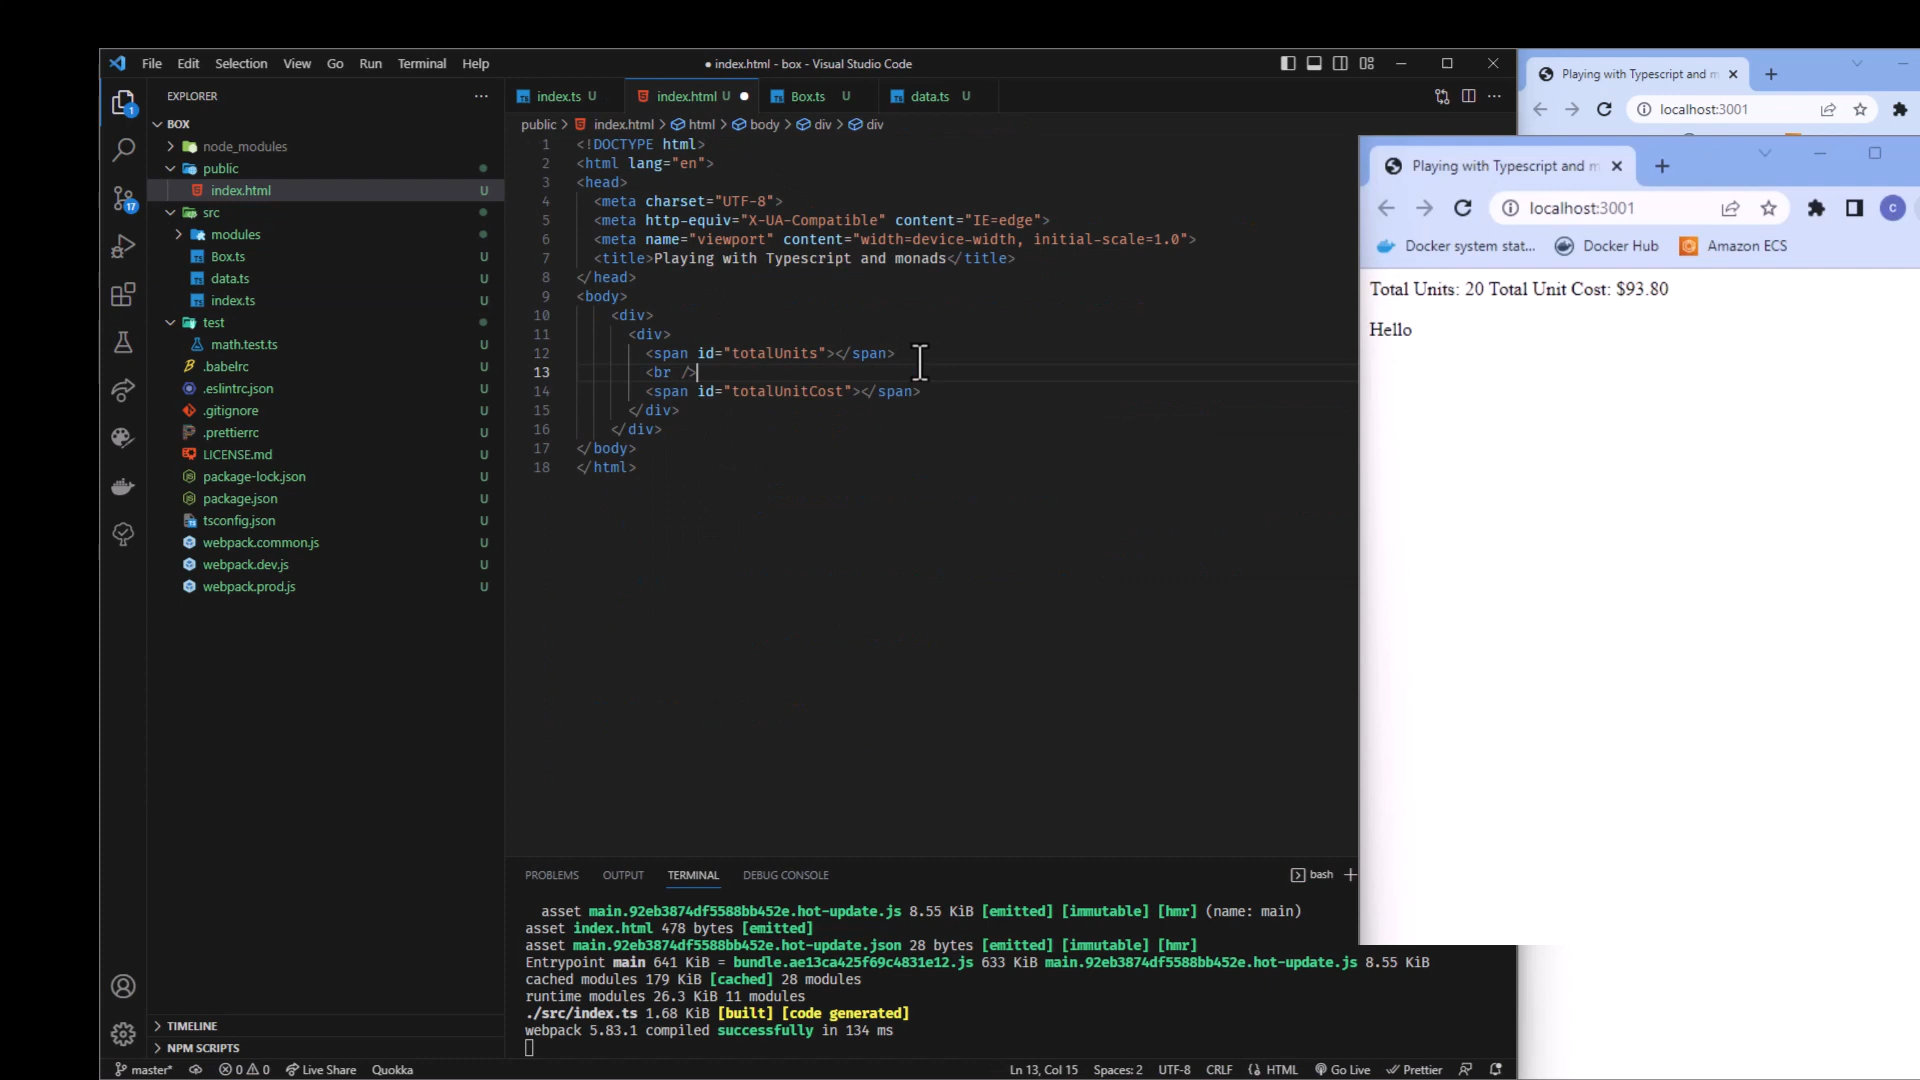 File Edit Selection View Go Run Terminal Help
● index.html - box - Visual Studio Code
EXPLORER
BOX
node_modules
public
index.html U
src
modules
Box.ts U
data.ts U
index.ts U
test
math.test.ts U
.babelrc U
.eslintrc.json U
.gitignore U
.prettierrc U
LICENSE.md U
package-lock.json U
package.json U
tsconfig.json U
webpack.common.js U
webpack.dev.js U
webpack.prod.js U
TIMELINE
NPM SCRIPTS
1
17
index.ts U index.html U ● Box.ts U data.ts U
public > index.html > html > body > div > div
1 <!DOCTYPE html>
2 <html lang="en">
3 <head>
4 <meta charset="UTF-8">
5 <meta http-equiv="X-UA-Compatible" content="IE=edge">
6 <meta name="viewport" content="width=device-width, initial-scale=1.0">
7 <title>Playing with Typescript and monads</title>
8 </head>
9 <body>
10 <div>
11 <div>
12 <span id="totalUnits"></span>
13 <br />
14 <span id="totalUnitCost"></span>
15 </div>
16 </div>
17 </body>
18 </html>
PROBLEMS OUTPUT TERMINAL DEBUG CONSOLE
bash
asset main.92eb3874df5588bb452e.hot-update.js 8.55 KiB [emitted] [immutable] [hmr] (name: main)
asset index.html 478 bytes [emitted]
asset main.92eb3874df5588bb452e.hot-update.json 28 bytes [emitted] [immutable] [hmr]
Entrypoint main 641 KiB = bundle.ae13ca425f69c4831e12.js 633 KiB main.92eb3874df5588bb452e.hot-update.js 8.55 KiB
cached modules 179 KiB [cached] 28 modules
runtime modules 26.3 KiB 11 modules
./src/index.ts 1.68 KiB [built] [code generated]
webpack 5.83.1 compiled successfully in 134 ms
master* 0 0 Live Share Quokka
Ln 13, Col 15 Spaces: 2 UTF-8 CRLF HTML Go Live Prettier
Playing with Typescript and m
localhost:3001
Playing with Typescript and m
localhost:3001
C
Docker system stat... Docker Hub Amazon ECS
Total Units: 20 Total Unit Cost: $93.80
Hello